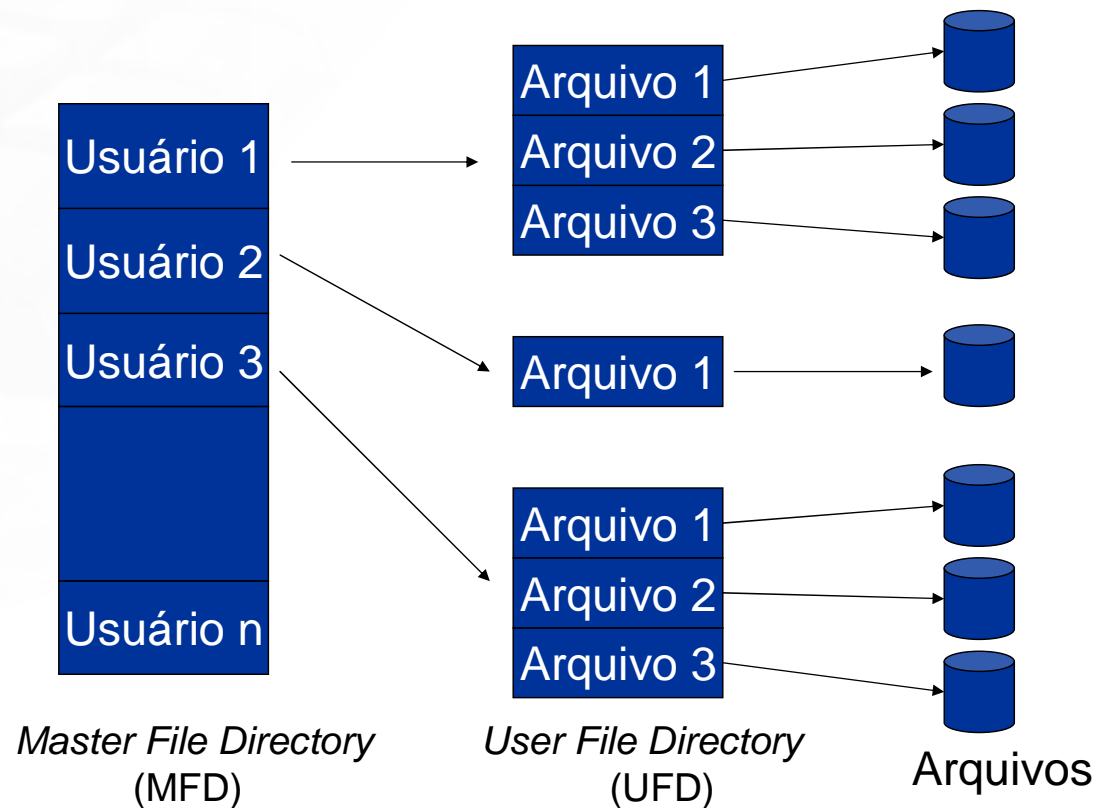 Usuário 1
Usuário 2
Usuário 3
Usuário n
Master File Directory
(MFD)
Arquivo 1
Arquivo 2
Arquivo 3
Arquivo 1
Arquivo 1
Arquivo 2
Arquivo 3
User File Directory
(UFD)
Arquivos